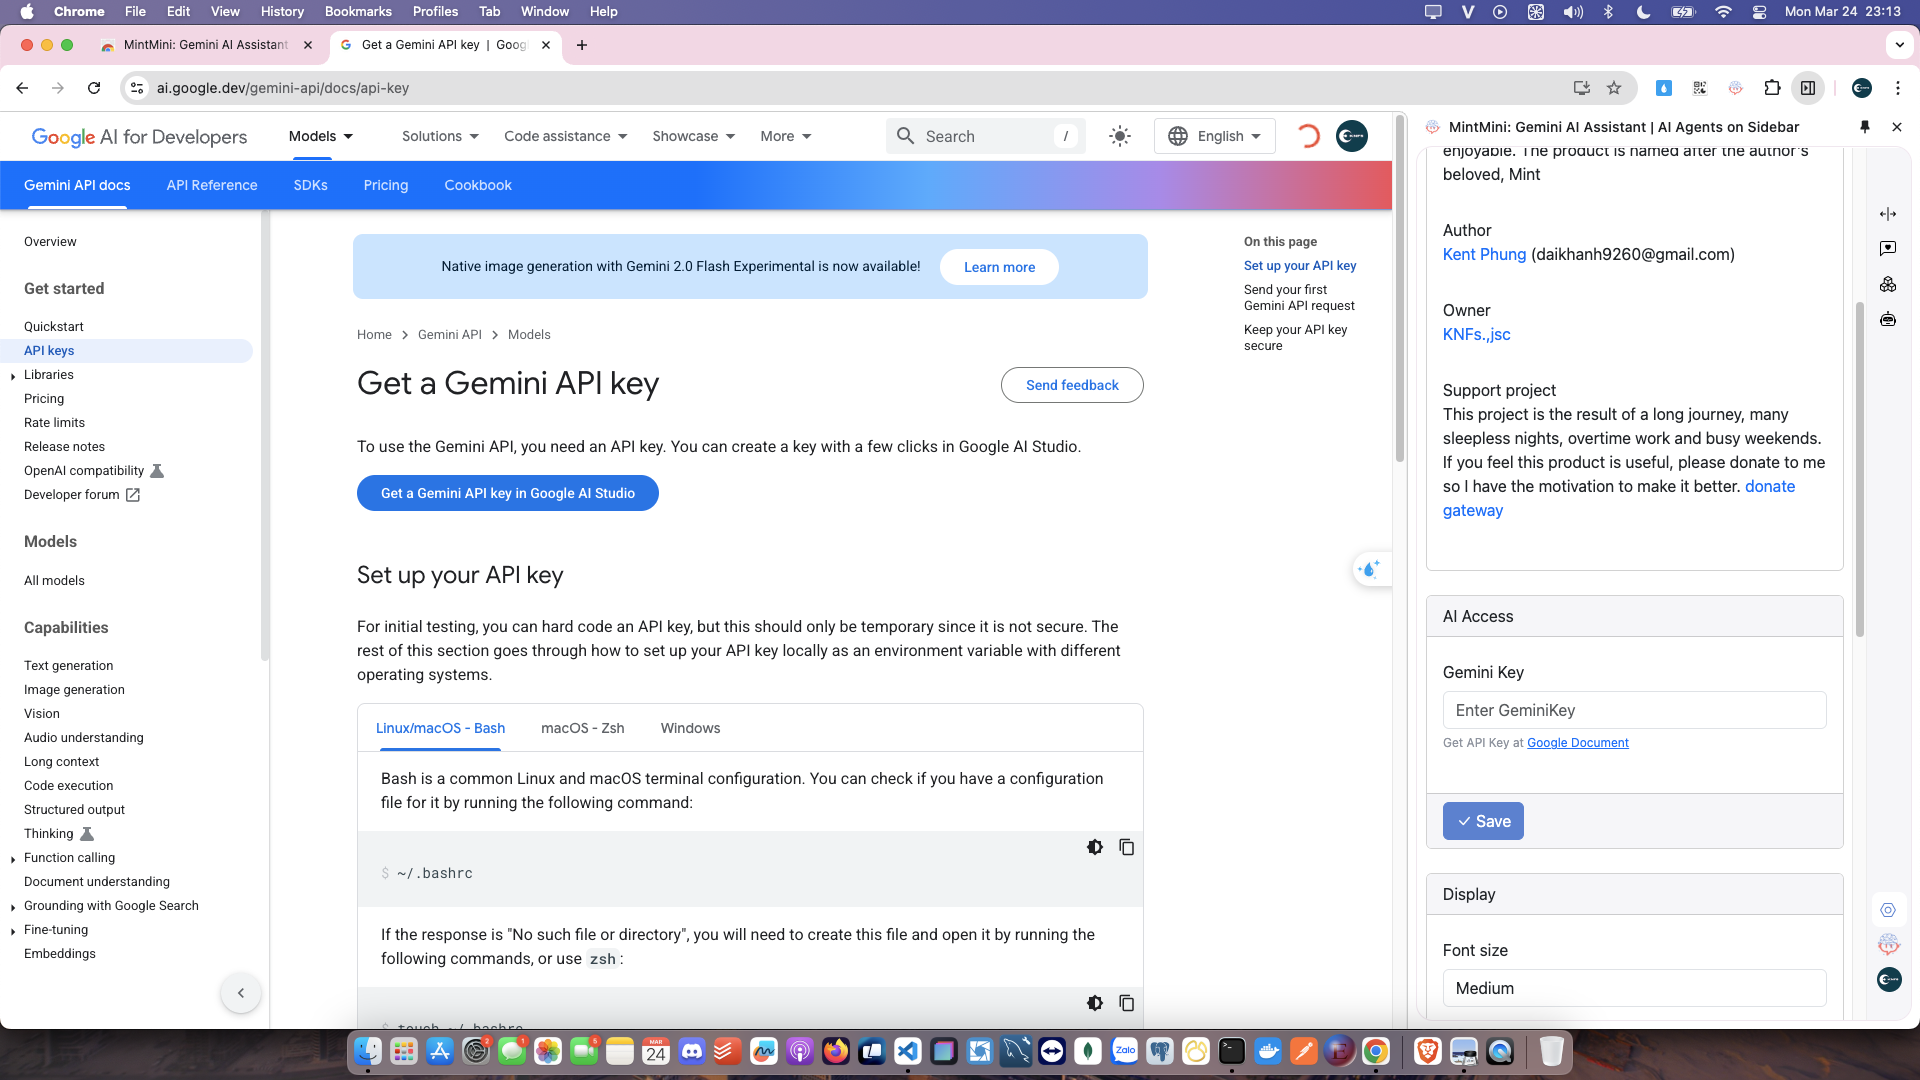 Chrome File Edit View History Bookmarks Profiles Tab Window Help
Mon Mar 24 23:13
MintMini: Gemini AI Assistant
Get a Gemini API key | Goog
ai.google.dev/gemini-api/docs/api-key
Google AI for Developers
Models
Solutions
Code assistance
Showcase
More
Search
/
English
Gemini API docs
API Reference
SDKs
Pricing
Cookbook
Overview
Get started
Quickstart
API keys
Libraries
Pricing
Rate limits
Release notes
OpenAI compatibility
Developer forum
Models
All models
Capabilities
Text generation
Image generation
Vision
Audio understanding
Long context
Code execution
Structured output
Thinking
Function calling
Document understanding
Grounding with Google Search
Fine-tuning
Embeddings
Native image generation with Gemini 2.0 Flash Experimental is now available!
Learn more
Home > Gemini API > Models
Get a Gemini API key
Send feedback
To use the Gemini API, you need an API key. You can create a key with a few clicks in Google AI Studio.
Get a Gemini API key in Google AI Studio
Set up your API key
For initial testing, you can hard code an API key, but this should only be temporary since it is not secure. The
rest of this section goes through how to set up your API key locally as an environment variable with different
operating systems.
Linux/macOS - Bash
macOS - Zsh
Windows
Bash is a common Linux and macOS terminal configuration. You can check if you have a configuration
file for it by running the following command:
$ ~/.bashrc
If the response is "No such file or directory", you will need to create this file and open it by running the
following commands, or use zsh:
$ touch ~/.bashrc
On this page
Set up your API key
Send your first
Gemini API request
Keep your API key
secure
MintMini: Gemini AI Assistant | AI Agents on Sidebar
enjoyable. The product is named after the author's
beloved, Mint
Author
Kent Phung (daikhanh9260@gmail.com)
Owner
KNFs.,jsc
Support project
This project is the result of a long journey, many
sleepless nights, overtime work and busy weekends.
If you feel this product is useful, please donate to me
so I have the motivation to make it better. donate
gateway
AI Access
Gemini Key
Enter GeminiKey
Get API Key at Google Document
Save
Display
Font size
Medium
MAR
24
Zalo